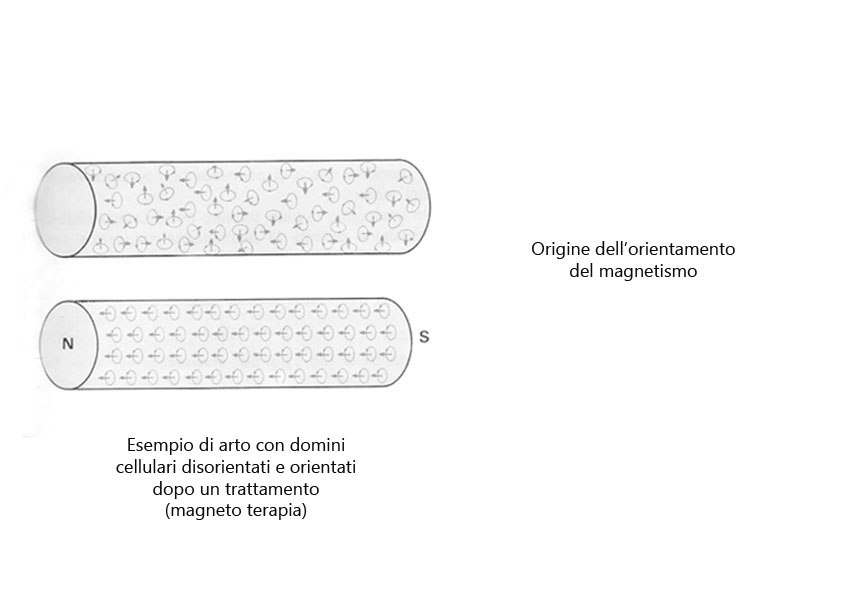 Origine dell'orientamento
del magnetismo
N
S
Esempio di arto con domini
cellulari disorientati e orientati
dopo un trattamento
(magneto terapia)